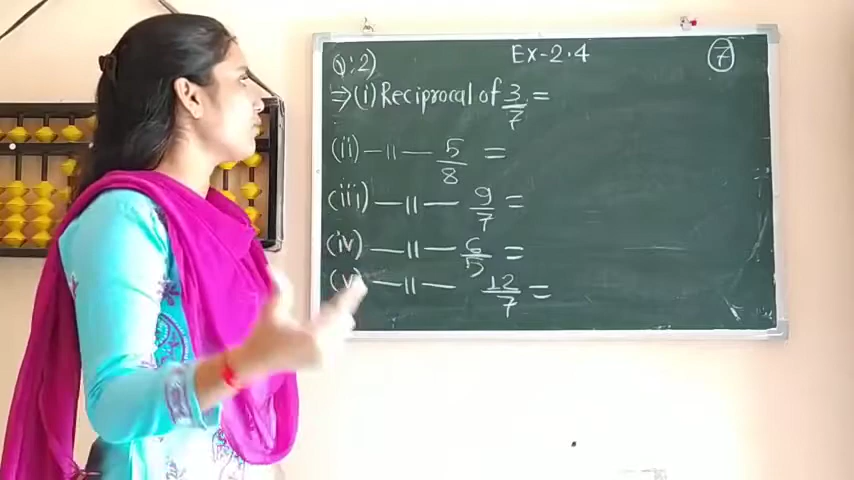 Ex-2.4
7
Q:2)
⇒(i) Reciprocal of 3/7 =
(ii) —॥— 5/8 =
(iii) —॥— 9/7 =
(iv) —॥— 6/5 =
(v) —॥— 12/7 =